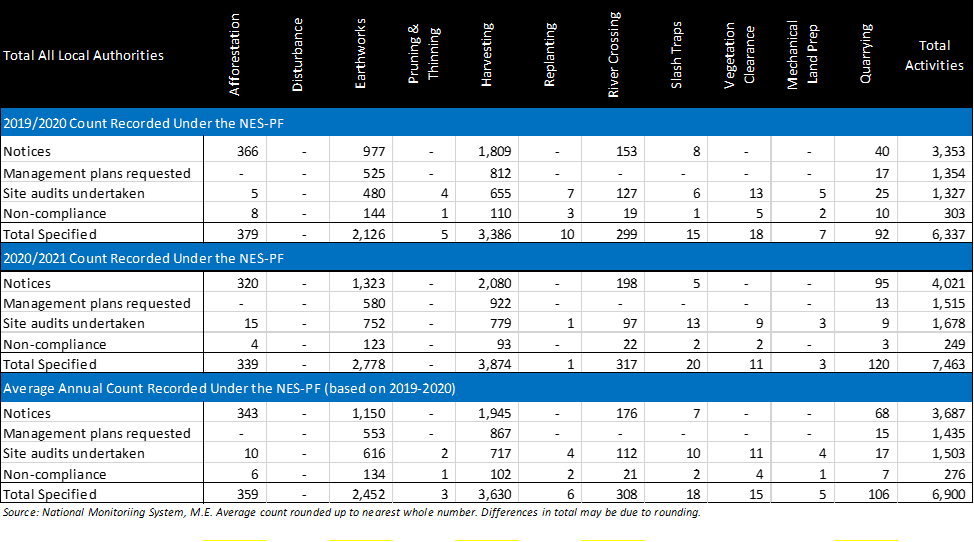 Total All Local Authorities Afforestation Disturbance Earthworks Pruning & Thinning Harvesting Replanting River Crossing Slash Traps Vegetation Clearance Mechanical Land Prep Quarrying Total Activities
2019/2020 Count Recorded Under the NES-PF
Notices 366 - 977 - 1,809 - 153 8 - - 40 3,353
Management plans requested - - 525 - 812 - - - - - 17 1,354
Site audits undertaken 5 - 480 4 655 7 127 6 13 5 25 1,327
Non-compliance 8 - 144 1 110 3 19 1 5 2 10 303
Total Specified 379 - 2,126 5 3,386 10 299 15 18 7 92 6,337
2020/2021 Count Recorded Under the NES-PF
Notices 320 - 1,323 - 2,080 - 198 5 - - 95 4,021
Management plans requested - - 580 - 922 - - - - - 13 1,515
Site audits undertaken 15 - 752 - 779 1 97 13 9 3 9 1,678
Non-compliance 4 - 123 - 93 - 22 2 2 - 3 249
Total Specified 339 - 2,778 - 3,874 1 317 20 11 3 120 7,463
Average Annual Count Recorded Under the NES-PF (based on 2019-2020)
Notices 343 - 1,150 - 1,945 - 176 7 - - 68 3,687
Management plans requested - - 553 - 867 - - - - - 15 1,435
Site audits undertaken 10 - 616 2 717 4 112 10 11 4 17 1,503
Non-compliance 6 - 134 1 102 2 21 2 4 1 7 276
Total Specified 359 - 2,452 3 3,630 6 308 18 15 5 106 6,900
Source: National Monitoriing System, M.E. Average count rounded up to nearest whole number. Differences in total may be due to rounding.